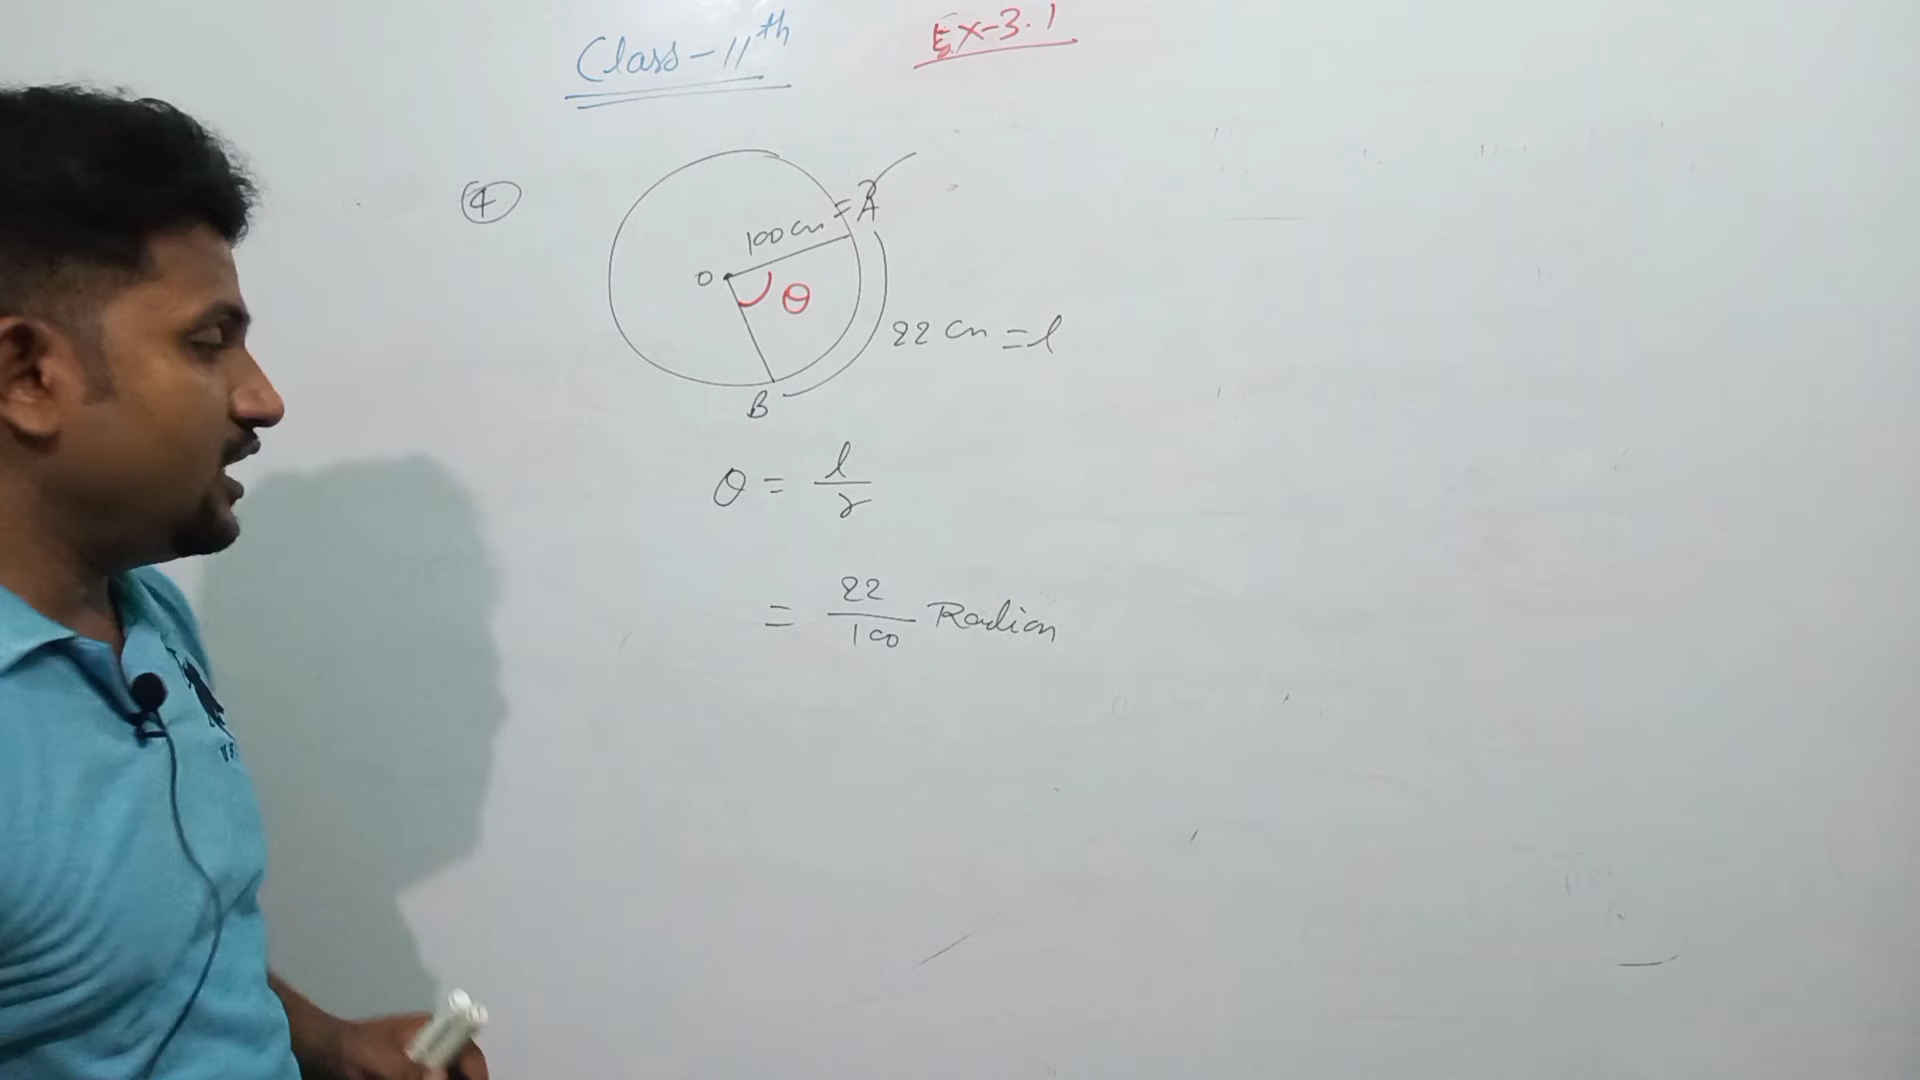 Class-11th
Ex-3.1
4
100 cm = r
A
O
θ
22 cm = l
B
θ = l/r
= 22/100 Radian